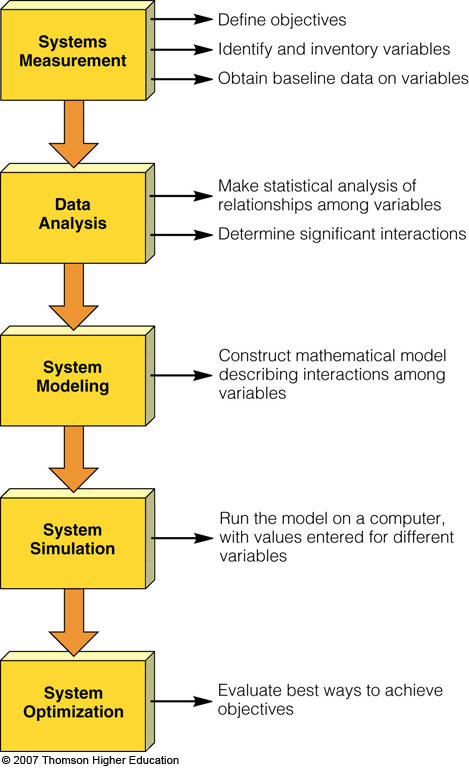 Systems
Measurement
Define objectives
Identify and inventory variables
Obtain baseline data on variables
Data
Analysis
Make statistical analysis of
relationships among variables
Determine significant interactions
System
Modeling
Construct mathematical model
describing interactions among
variables
System
Simulation
Run the model on a computer,
with values entered for different
variables
System
Optimization
Evaluate best ways to achieve
objectives
© 2007 Thomson Higher Education